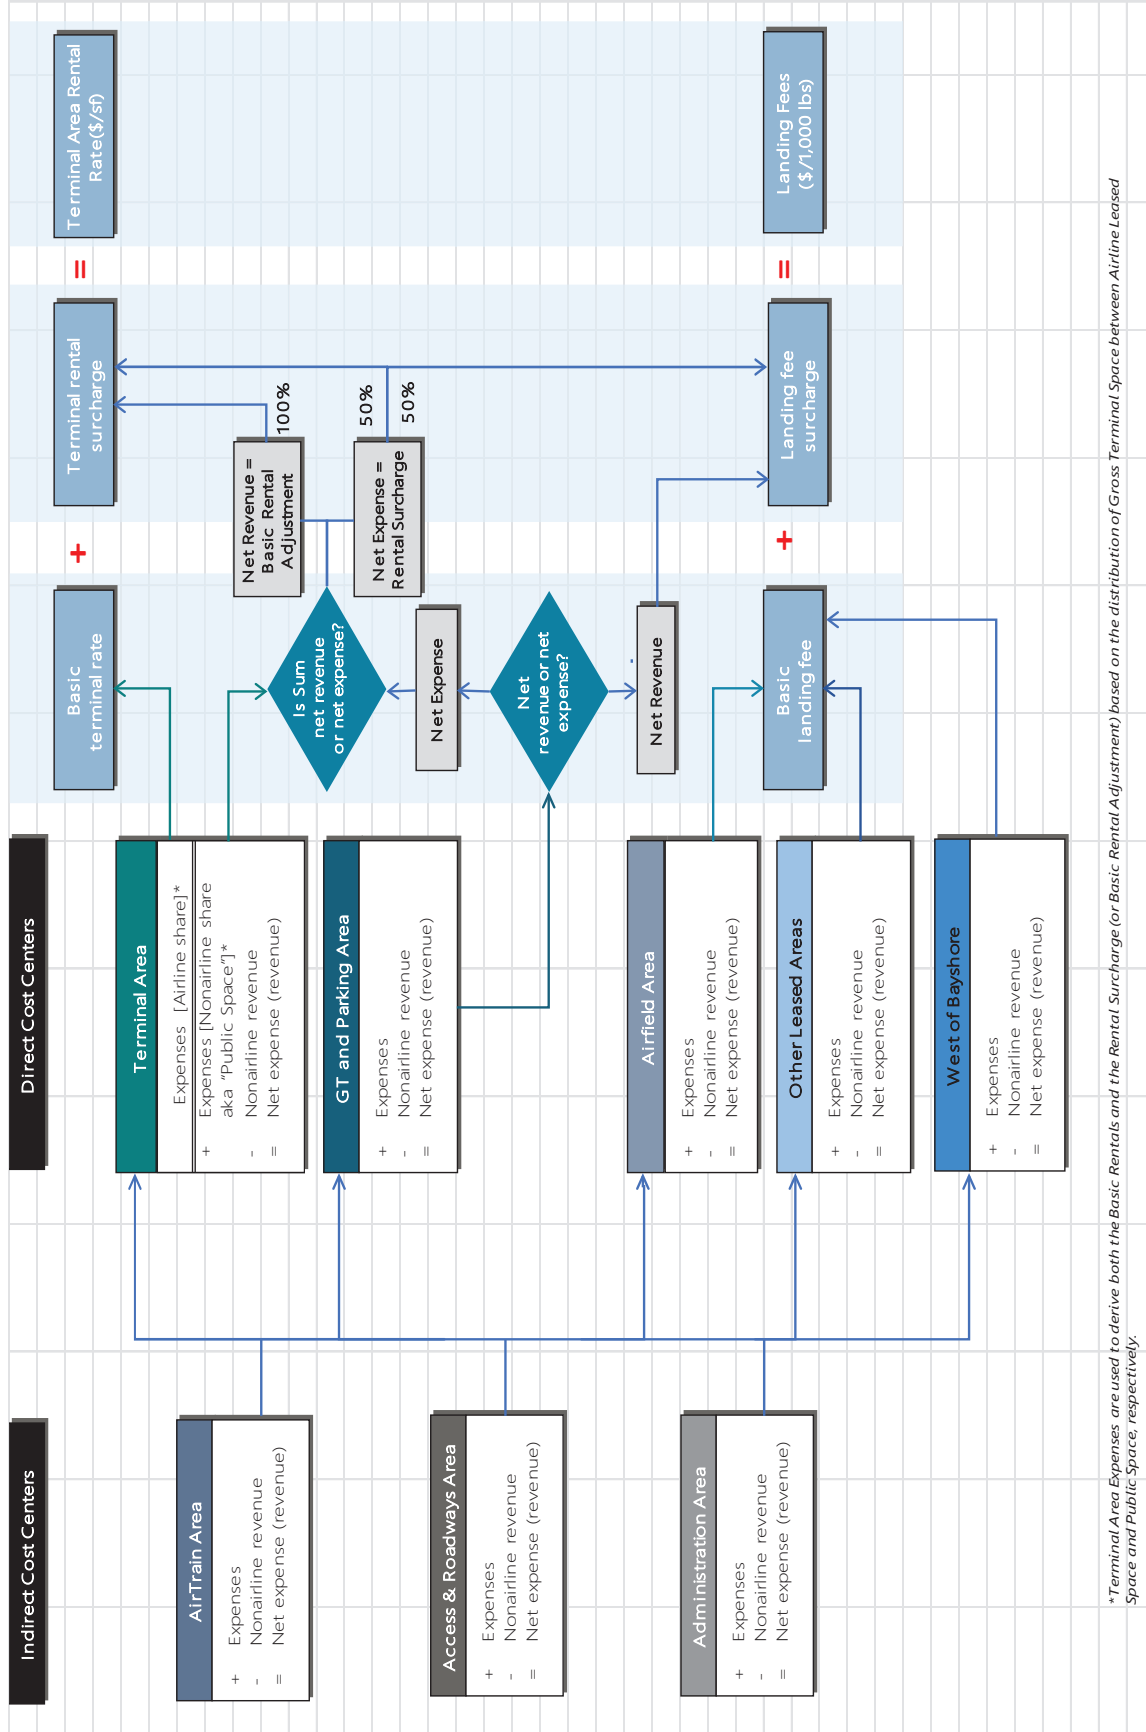 Indirect Cost Centers
AirTrain Area
+ Expenses
- Nonairline revenue
= Net expense (revenue)
Access & Roadways Area
+ Expenses
- Nonairline revenue
= Net expense (revenue)
Administration Area
+ Expenses
- Nonairline revenue
= Net expense (revenue)
Direct Cost Centers
Terminal Area
Expenses [Airline share]*
+ Expenses [Nonairline share
aka “Public Space”]*
- Nonairline revenue
= Net expense (revenue)
GT and Parking Area
+ Expenses
- Nonairline revenue
= Net expense (revenue)
Airfield Area
+ Expenses
- Nonairline revenue
= Net expense (revenue)
Other Leased Areas
+ Expenses
- Nonairline revenue
= Net expense (revenue)
West of Bayshore
+ Expenses
- Nonairline revenue
= Net expense (revenue)
Basic
terminal rate
Is Sum
net revenue
or net expense?
Net Expense
Net
revenue or net
expense?
Net Revenue
Basic
landing fee
+
Net Revenue =
Basic Rental
Adjustment
Net Expense =
Rental Surcharge
+
Terminal rental
surcharge
100%
50%
50%
Landing fee
surcharge
=
=
Terminal Area Rental
Rate($/sf)
Landing Fees
($/1,000 lbs)
*Terminal Area Expenses are used to derive both the Basic Rentals and the Rental Surcharge (or Basic Rental Adjustment) based on the distribution of Gross Terminal Space between Airline Leased
Space and Public Space, respectively.